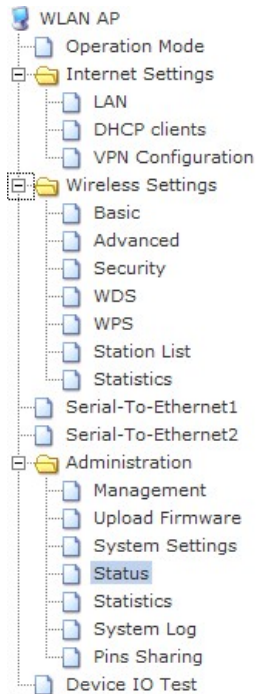 WLAN AP
Operation Mode
Internet Settings
LAN
DHCP clients
VPN Configuration
Wireless Settings
Basic
Advanced
Security
WDS
WPS
Station List
Statistics
Serial-To-Ethernet1
Serial-To-Ethernet2
Administration
Management
Upload Firmware
System Settings
Status
Statistics
System Log
Pins Sharing
Device IO Test